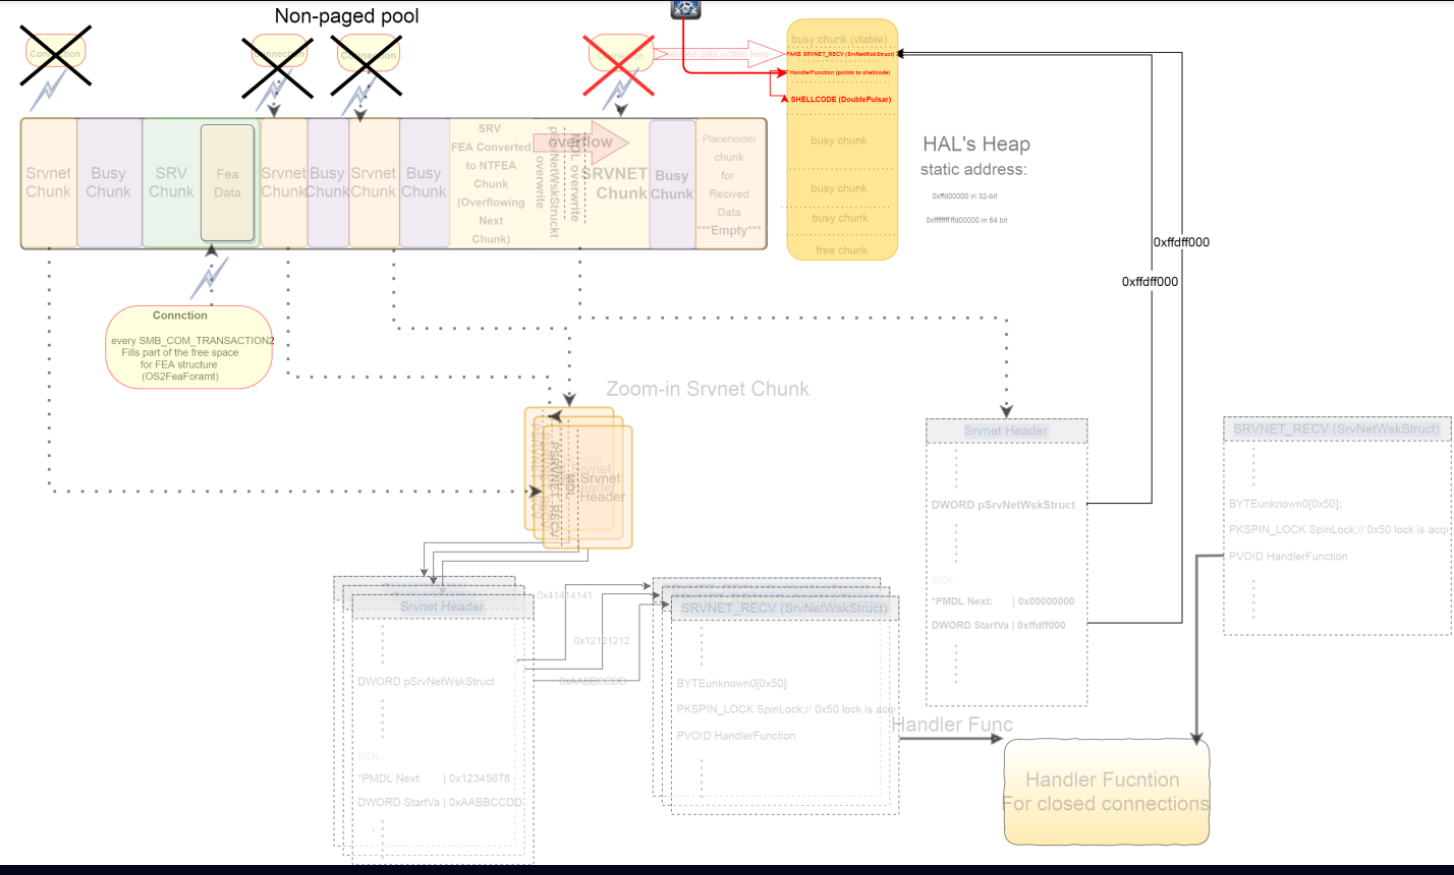 Non-paged pool
Connection
Connection
Connection
Recived data written here
busy chunk (vtable)
FAKE SRVNET_RECV (SrvNetWskStruct)
HandlerFunction (points to shellcode)
SHELLCODE (DoublePulsar)
busy chunk
busy chunk
busy chunk
free chunk
HAL's Heap
static address:
0xffd00000 in 32-bit
0xffffffffffd00000 in 64 bit
Srvnet
Chunk
Busy
Chunk
SRV
Chunk
Fea
Data
Srvnet
Chunk
Busy
Chunk
Srvnet
Chunk
Busy
Chunk
SRV
FEA Converted
to NTFEA
Chunk
(Overflowing
Next
Chunk)
overflow
pSrvNetWskStruckt
overwrite
MDL overwrite
SRVNET
Chunk
Busy
Chunk
Placeholder
chunk
for
Recived
Data
***Empty***
0xffdff000
0xffdff000
Connction
every SMB_COM_TRANSACTION2
Fills part of the free space
for FEA structure
(OS2FeaForamt)
Zoom-in Srvnet Chunk
PSRVNET_RECV
MDL
Srvnet
Header
Srvnet Header
DWORD pSrvNetWskStruct
MDL
*PMDL Next: | 0x00000000
DWORD StartVa | 0xffdff000
SRVNET_RECV (SrvNetWskStruct)
BYTEunknown0[0x50];
PKSPIN_LOCK SpinLock;// 0x50 lock is acqu
PVOID HandlerFunction
Srvnet Header
DWORD pSrvNetWskStruct
MDL
*PMDL Next: | 0x12345678
DWORD StartVa | 0xAABBCCDD
0x41414141
0x12121212
0xAABBCCDD
SRVNET_RECV (SrvNetWskStruct)
BYTEunknown0[0x50];
PKSPIN_LOCK SpinLock;// 0x50 lock is acqu
PVOID HandlerFunction
Handler Func
Handler Fucntion
For closed connections